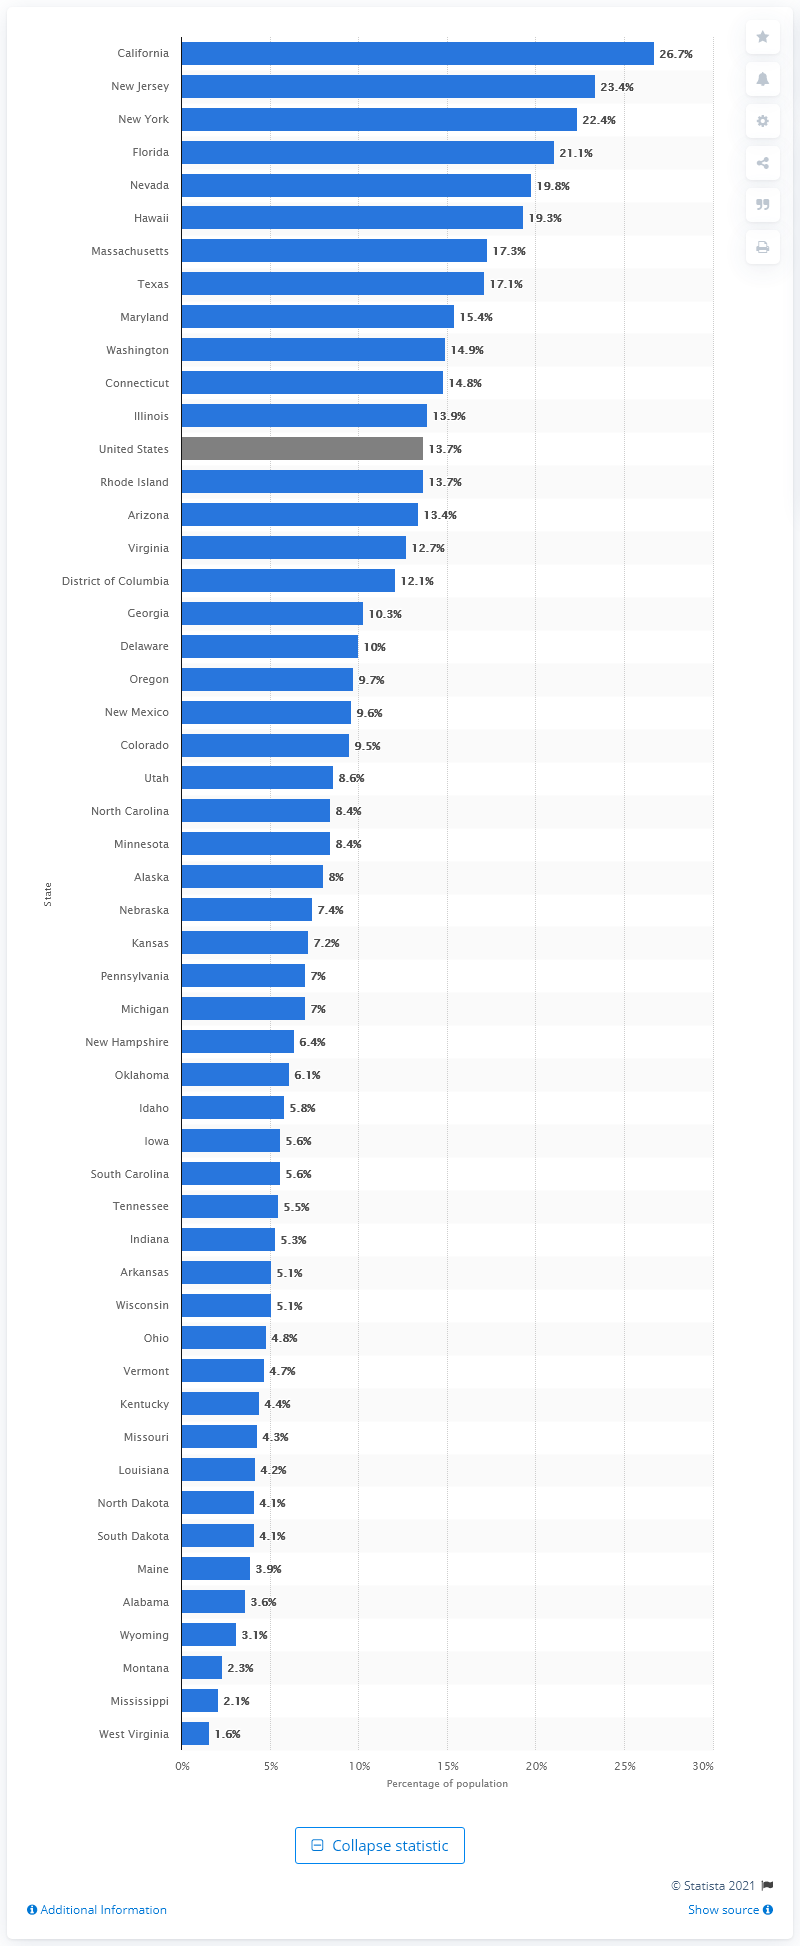 California 26.7%
New Jersey 23.4%
New York 22.4%
Florida 21.1%
Nevada 19.8%
Hawaii 19.3%
Massachusetts 17.3%
Texas 17.1%
Maryland 15.4%
Washington 14.9%
Connecticut 14.8%
Illinois 13.9%
United States 13.7%
Rhode Island 13.7%
Arizona 13.4%
Virginia 12.7%
District of Columbia 12.1%
Georgia 10.3%
Delaware 10%
Oregon 9.7%
New Mexico 9.6%
Colorado 9.5%
Utah 8.6%
North Carolina 8.4%
Minnesota 8.4%
Alaska 8%
State
Nebraska 7.4%
Kansas 7.2%
Pennsylvania 7%
Michigan 7%
New Hampshire 6.4%
Oklahoma 6.1%
Idaho 5.8%
Iowa 5.6%
South Carolina 5.6%
Tennessee 5.5%
Indiana 5.3%
Arkansas 5.1%
Wisconsin 5.1%
Ohio 4.8%
Vermont 4.7%
Kentucky 4.4%
Missouri 4.3%
Louisiana 4.2%
North Dakota 4.1%
South Dakota 4.1%
Maine 3.9%
Alabama 3.6%
Wyoming 3.1%
Montana 2.3%
Mississippi 2.1%
West Virginia 1.6%
0% 5% 10% 15% 20% 25% 30%
Percentage of population
Collapse statistic
© Statista 2021
Additional Information Show source